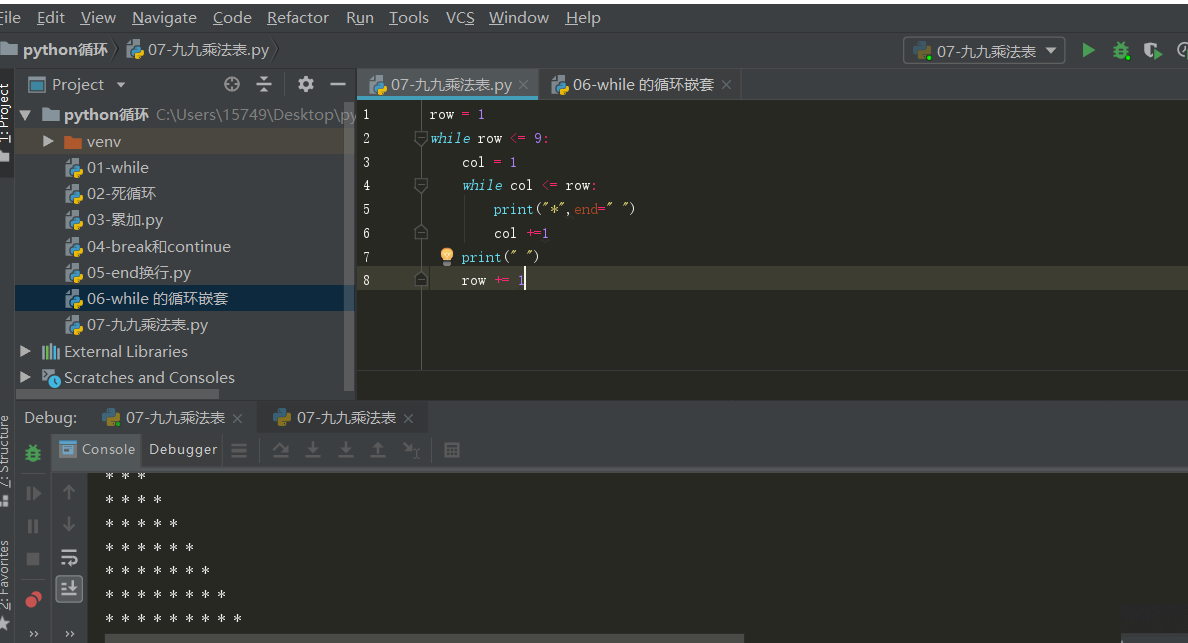 File Edit View Navigate Code Refactor Run Tools VCS Window Help
python循环 07-九九乘法表.py 07-九九乘法表
1: Project
Project
07-九九乘法表.py 06-while 的循环嵌套
python循环 C:\Users\15749\Desktop\py
venv
01-while
02-死循环
03-累加.py
04-break和continue
05-end换行.py
06-while 的循环嵌套
07-九九乘法表.py
External Libraries
Scratches and Consoles
1 row = 1
2 while row <= 9:
3 col = 1
4 while col <= row:
5 print("*",end=" ")
6 col +=1
7 print(" ")
8 row += 1
Debug: 07-九九乘法表 07-九九乘法表
Console Debugger
7: Structure
2: Favorites
* * *
* * * *
* * * * *
* * * * * *
* * * * * * *
* * * * * * * *
* * * * * * * * *